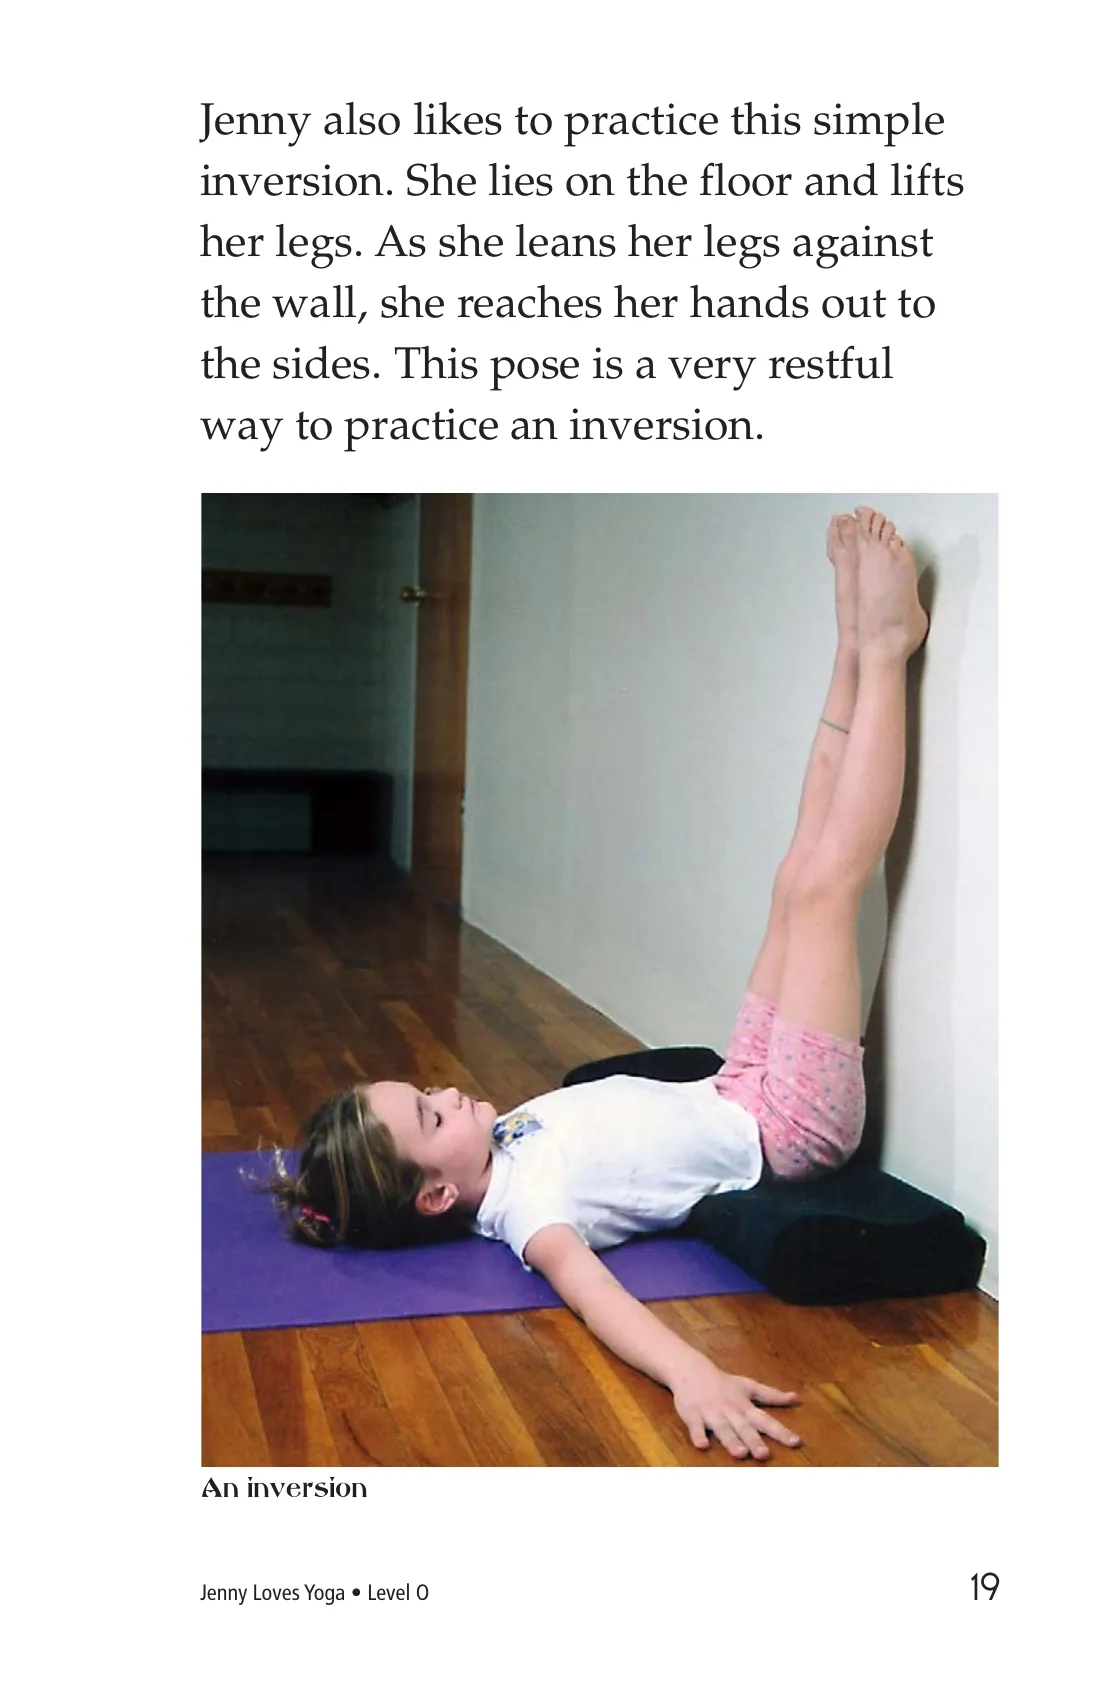 Jenny also likes to practice this simple
inversion. She lies on the floor and lifts
her legs. As she leans her legs against
the wall, she reaches her hands out to
the sides. This pose is a very restful
way to practice an inversion.
An inversion
Jenny Loves Yoga • Level O
19